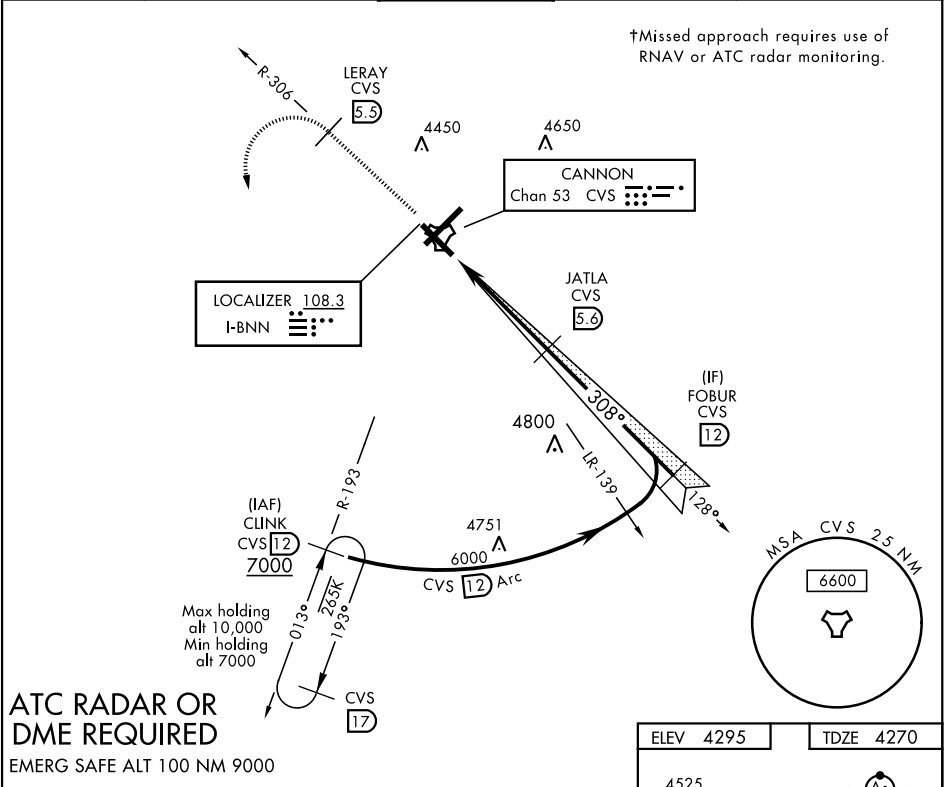 †Missed approach requires use of
RNAV or ATC radar monitoring.
R-306
LERAY
CVS
5.5
4450
4650
CANNON
Chan 53 CVS
LOCALIZER 108.3
I-BNN
JATLA
CVS
5.6
308°
(IF)
FOBUR
CVS
12
4800
LR-139
128°
R-193
(IAF)
CLINK
CVS 12
7000
4751
6000
CVS 12 Arc
013°
265K
193°
Max holding
alt 10,000
Min holding
alt 7000
CVS
17
MSA CVS 25 NM
6600
ATC RADAR OR
DME REQUIRED
EMERG SAFE ALT 100 NM 9000
ELEV 4295
TDZE 4270
4525